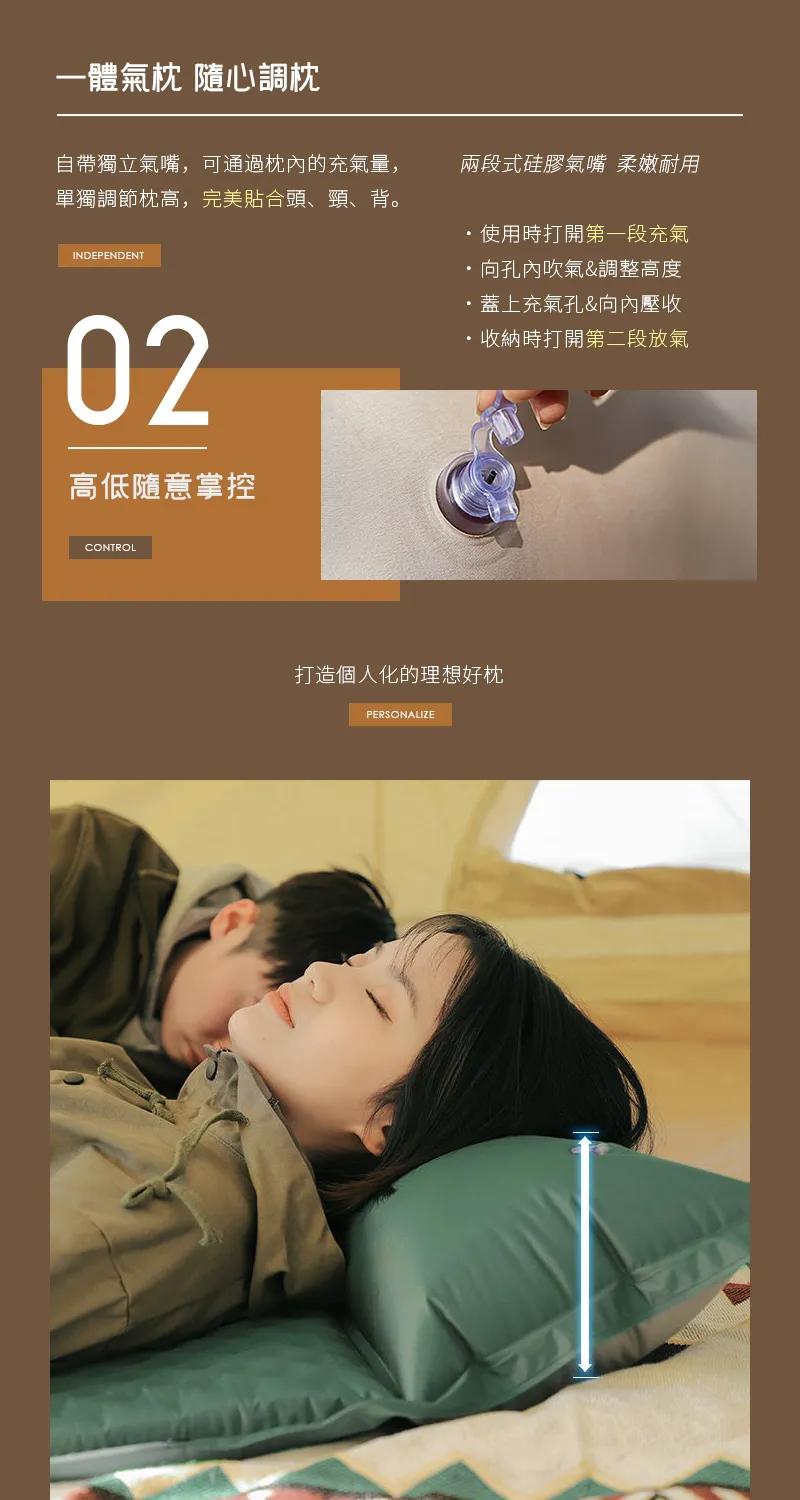 一體氣枕 隨心調枕
自帶獨立氣嘴，可通過枕內的充氣量，
單獨調節枕高，完美貼合頭、頸、背。
INDEPENDENT
兩段式硅膠氣嘴 柔嫩耐用
・使用時打開第一段充氣
・向孔內吹氣&調整高度
・蓋上充氣孔&向內壓收
・收納時打開第二段放氣
02
高低隨意掌控
CONTROL
打造個人化的理想好枕
PERSONALIZE